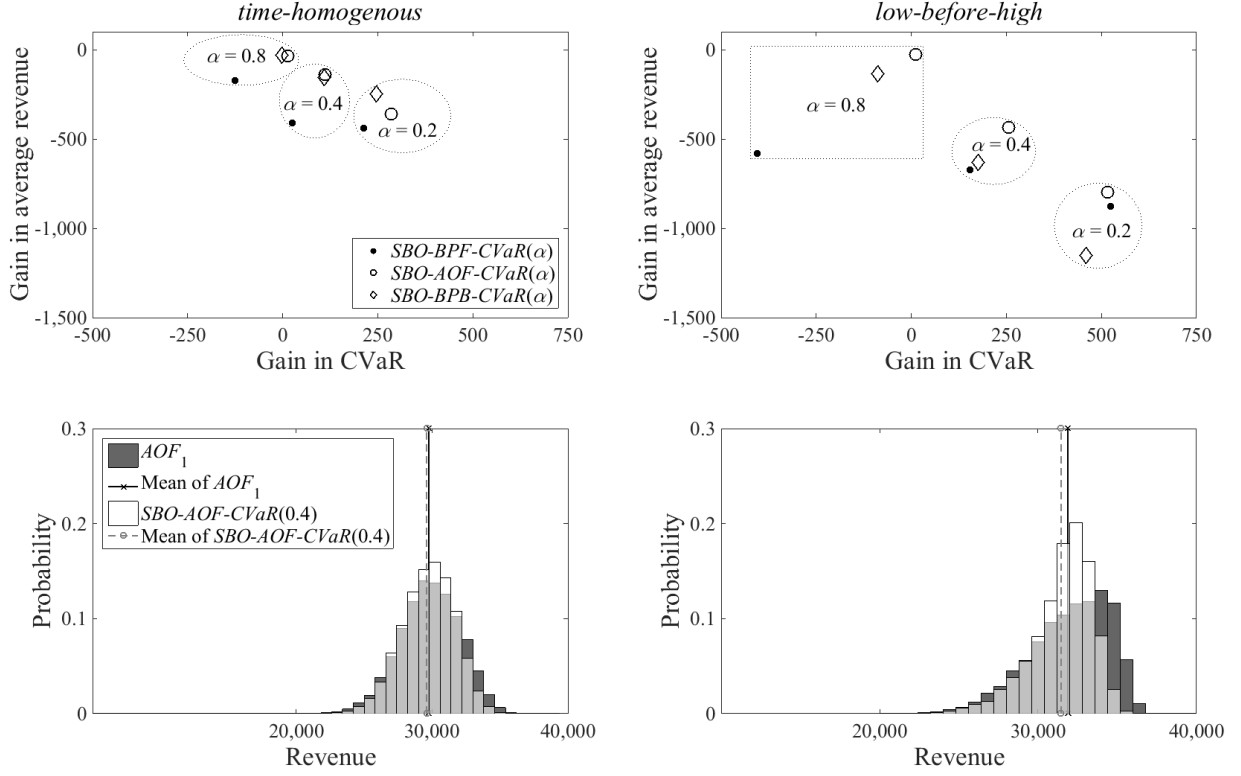 time-homogenous
low-before-high
0
-500
-1,000
-1,500
Gain in average revenue
α = 0.8
α = 0.4
α = 0.2
SBO-BPF-CVaR(α)
SBO-AOF-CVaR(α)
SBO-BPB-CVaR(α)
-500
-250
0
250
500
750
Gain in CVaR
0
-500
-1,000
-1,500
Gain in average revenue
α = 0.8
α = 0.4
α = 0.2
-500
-250
0
250
500
750
Gain in CVaR
0.3
0.2
0.1
0
Probability
AOF1
Mean of AOF1
SBO-AOF-CVaR(0.4)
Mean of SBO-AOF-CVaR(0.4)
20,000
30,000
40,000
Revenue
0.3
0.2
0.1
0
Probability
20,000
30,000
40,000
Revenue